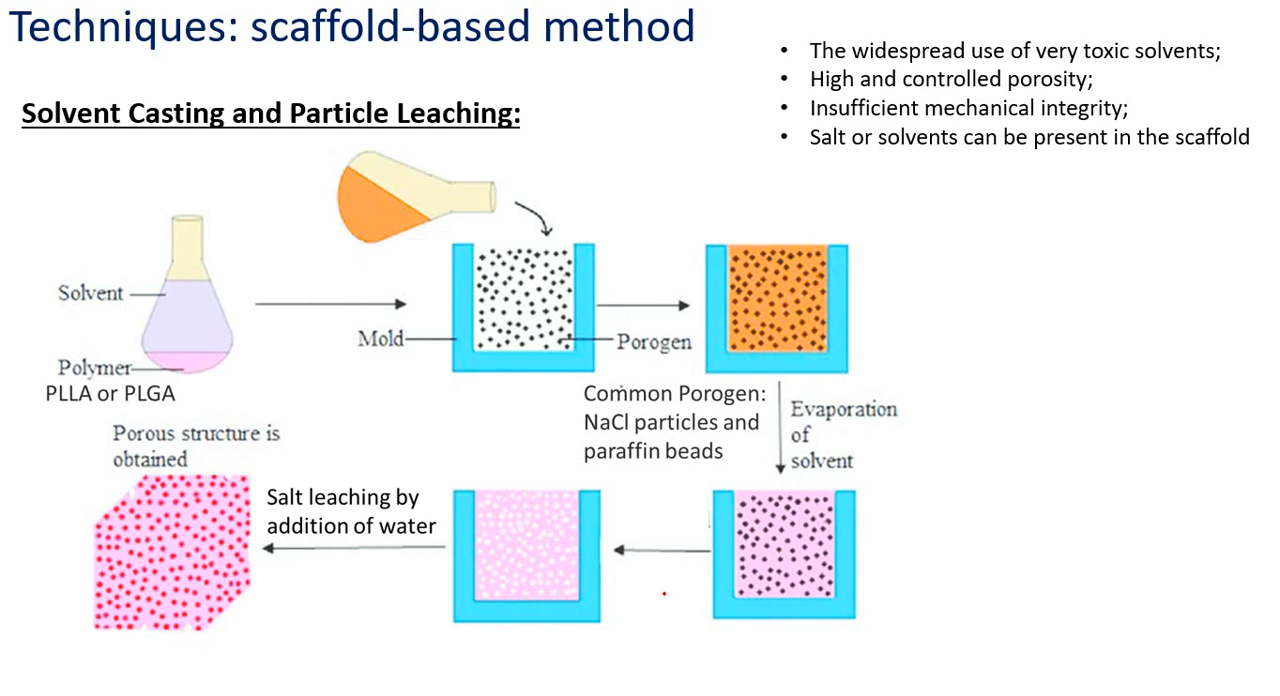 Techniques: scaffold-based method
• The widespread use of very toxic solvents;
• High and controlled porosity;
• Insufficient mechanical integrity;
• Salt or solvents can be present in the scaffold
Solvent Casting and Particle Leaching:
Solvent
Polymer
PLLA or PLGA
Mold
Porogen
Common Porogen:
NaCl particles and
paraffin beads
Evaporation
of
solvent
Salt leaching by
addition of water
Porous structure is
obtained